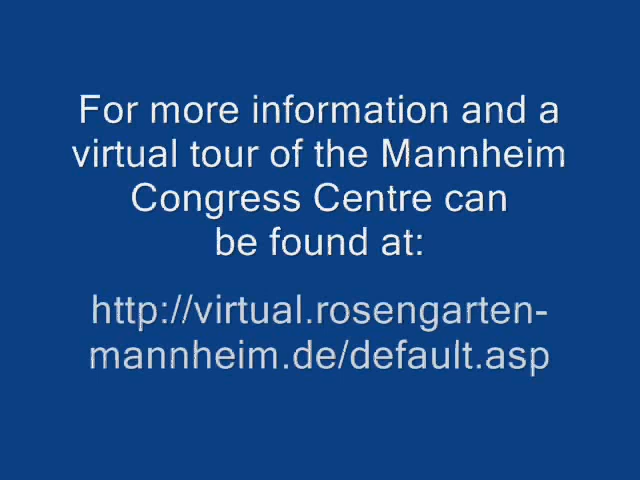 For more information and a
virtual tour of the Mannheim
Congress Centre can
be found at:
http://virtual.rosengarten-
mannheim.de/default.asp